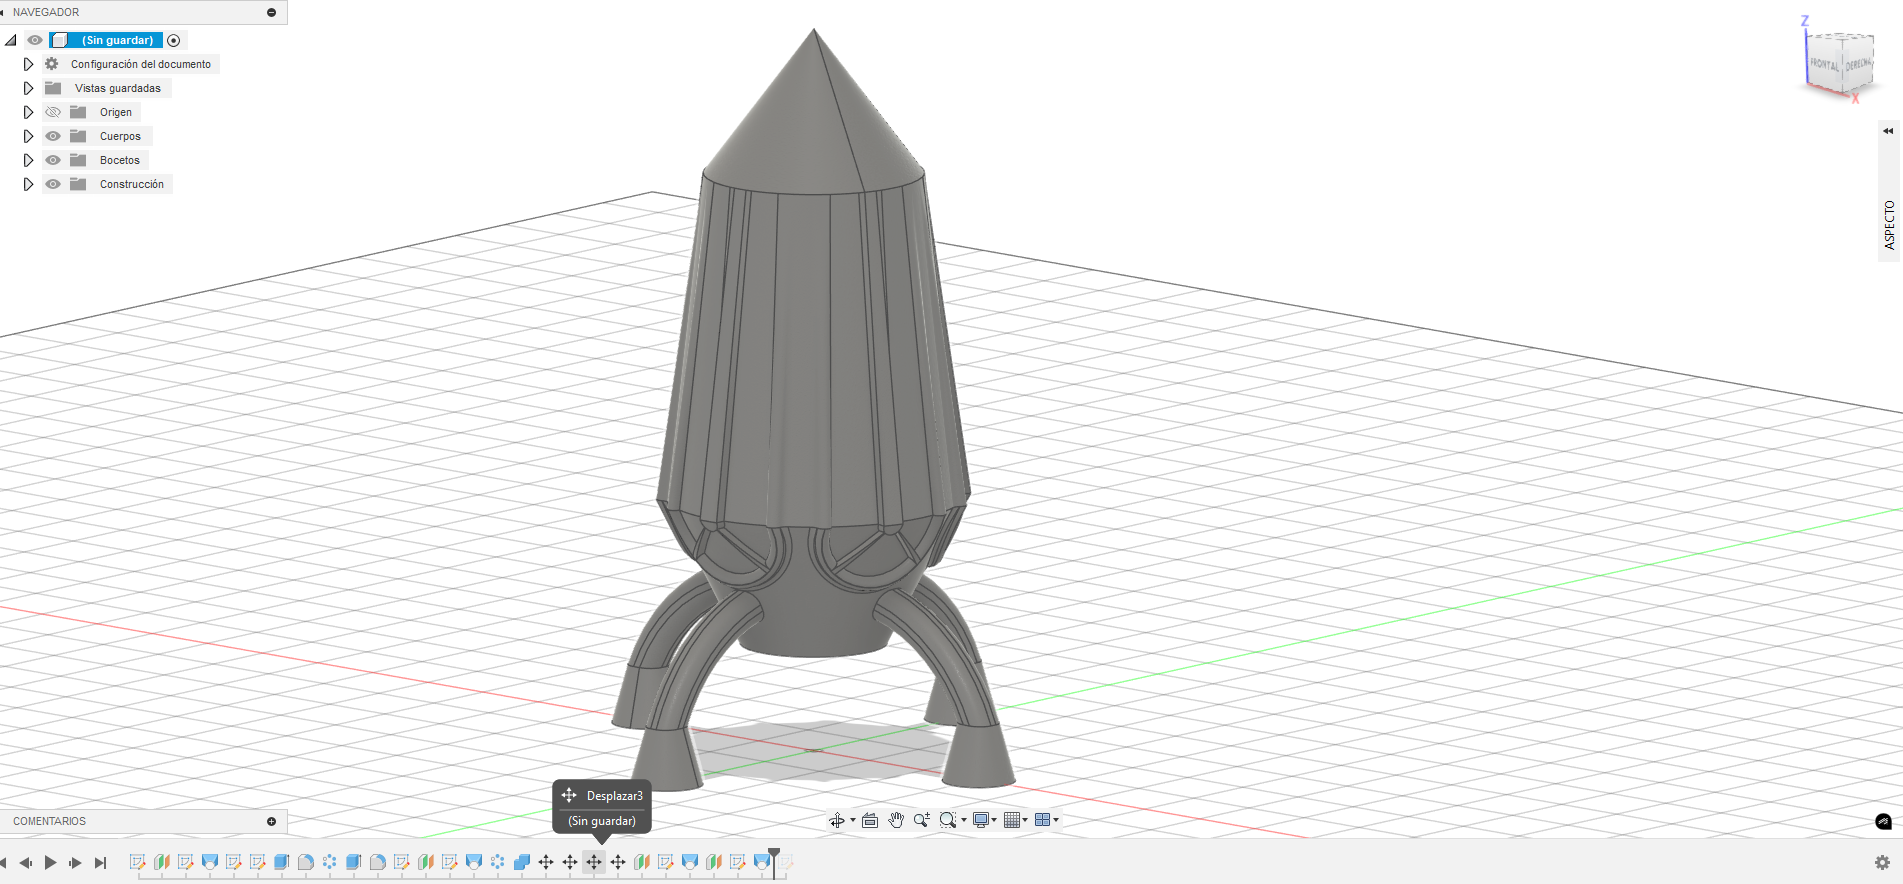 NAVEGADOR
(Sin guardar)
Configuración del documento
Vistas guardadas
Origen
Cuerpos
Bocetos
Construcción
Z
FRONTAL
DERECHA
X
ASPECTO
Desplazar3
(Sin guardar)
COMENTARIOS